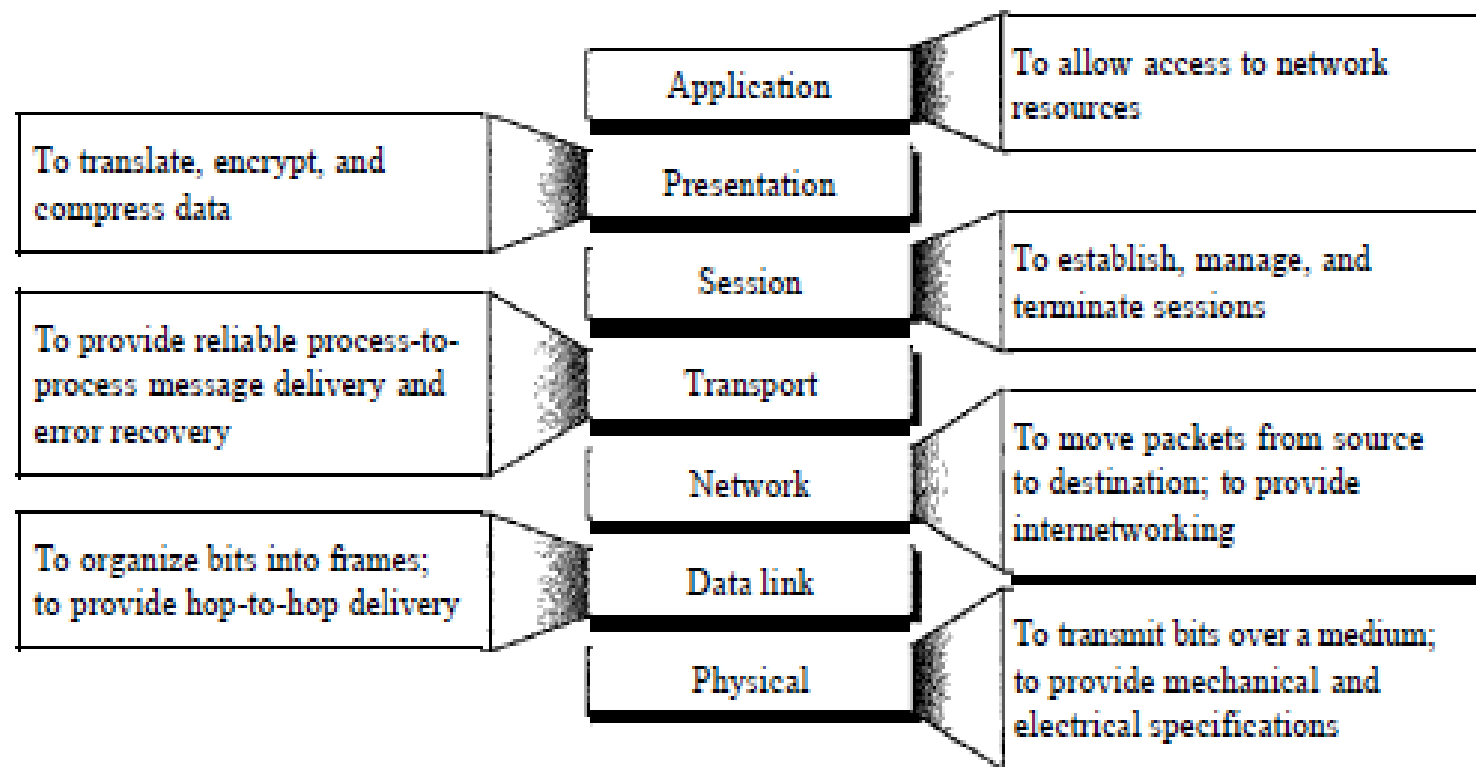 Application
To allow access to network
resources
To translate, encrypt, and
compress data
Presentation
Session
To establish, manage, and
terminate sessions
To provide reliable process-to-
process message delivery and
error recovery
Transport
Network
To move packets from source
to destination; to provide
internetworking
To organize bits into frames;
to provide hop-to-hop delivery
Data link
Physical
To transmit bits over a medium;
to provide mechanical and
electrical specifications